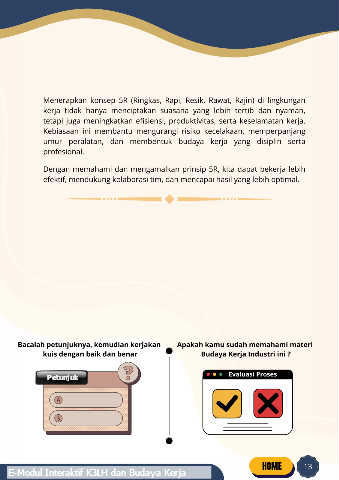 Menerapkan konsep 5R (Ringkas, Rapi, Resik, Rawat, Rajin) di lingkungan
kerja tidak hanya menciptakan suasana yang lebih tertib dan nyaman,
tetapi juga meningkatkan efisiensi, produktivitas, serta keselamatan kerja.
Kebiasaan ini membantu mengurangi risiko kecelakaan, memperpanjang
umur peralatan, dan membentuk budaya kerja yang disiplin serta
profesional.
Dengan memahami dan mengamalkan prinsip 5R, kita dapat bekerja lebih
efektif, mendukung kolaborasi tim, dan mencapai hasil yang lebih optimal.
Bacalah petunjuknya, kemudian kerjakan
kuis dengan baik dan benar
Petunjuk
Apakah kamu sudah memahami materi
Budaya Kerja Industri ini ?
Evaluasi Proses
E-Modul Interaktif K3LH dan Budaya Kerja
HOME
13